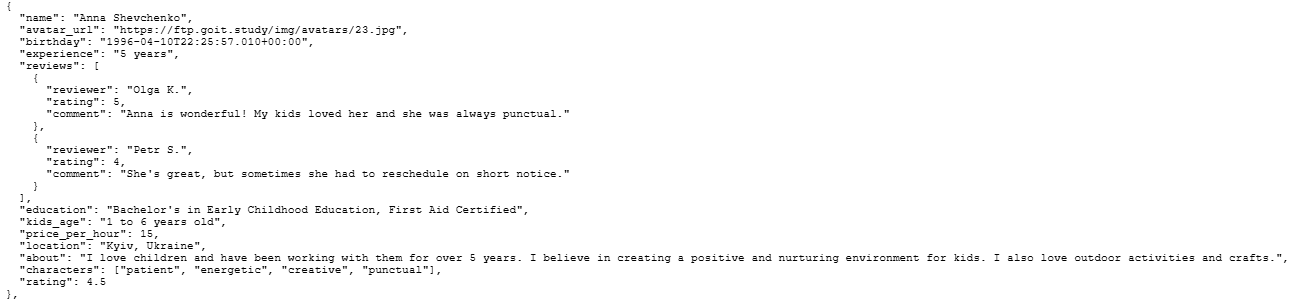 {
  "name": "Anna Shevchenko",
  "avatar_url": "https://ftp.goit.study/img/avatars/23.jpg",
  "birthday": "1996-04-10T22:25:57.010+00:00",
  "experience": "5 years",
  "reviews": [
    {
      "reviewer": "Olga K.",
      "rating": 5,
      "comment": "Anna is wonderful! My kids loved her and she was always punctual."
    },
    {
      "reviewer": "Petr S.",
      "rating": 4,
      "comment": "She's great, but sometimes she had to reschedule on short notice."
    }
  ],
  "education": "Bachelor's in Early Childhood Education, First Aid Certified",
  "kids_age": "1 to 6 years old",
  "price_per_hour": 15,
  "location": "Kyiv, Ukraine",
  "about": "I love children and have been working with them for over 5 years. I believe in creating a positive and nurturing environment for kids. I also love outdoor activities and crafts.",
  "characters": ["patient", "energetic", "creative", "punctual"],
  "rating": 4.5
},